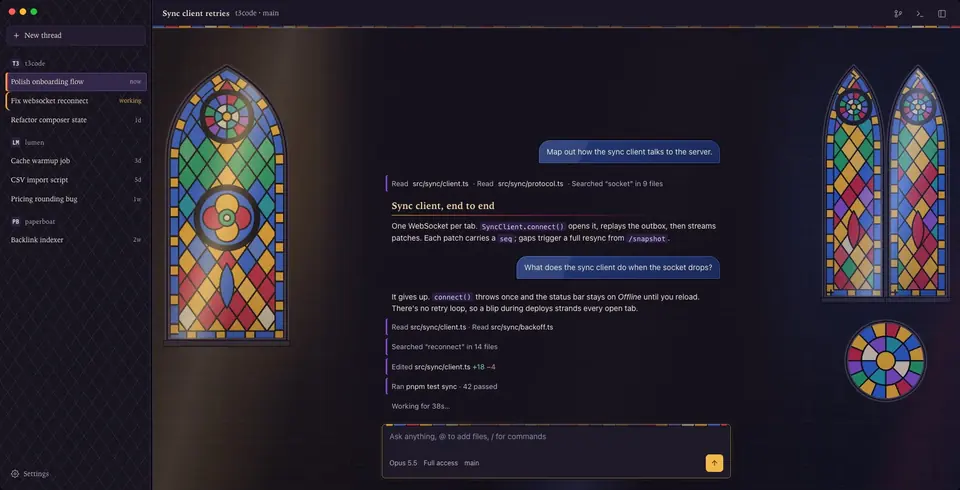 Sync client retries t3code · main
+ New thread
T3 t3code
Polish onboarding flow now
Fix websocket reconnect working
Refactor composer state 1d
LM lumen
Cache warmup job 3d
CSV import script 5d
Pricing rounding bug 1w
PB paperboat
Backlink indexer 2w
Settings
Map out how the sync client talks to the server.
Read src/sync/client.ts · Read src/sync/protocol.ts · Searched "socket" in 9 files
Sync client, end to end
One WebSocket per tab. SyncClient.connect() opens it, replays the outbox, then streams
patches. Each patch carries a seq; gaps trigger a full resync from /snapshot.
What does the sync client do when the socket drops?
It gives up. connect() throws once and the status bar stays on Offline until you reload.
There's no retry loop, so a blip during deploys strands every open tab.
Read src/sync/client.ts · Read src/sync/backoff.ts
Searched "reconnect" in 14 files
Edited src/sync/client.ts +18 −4
Ran pnpm test sync · 42 passed
Working for 38s...
Ask anything, @ to add files, / for commands
Opus 5.5 Full access main